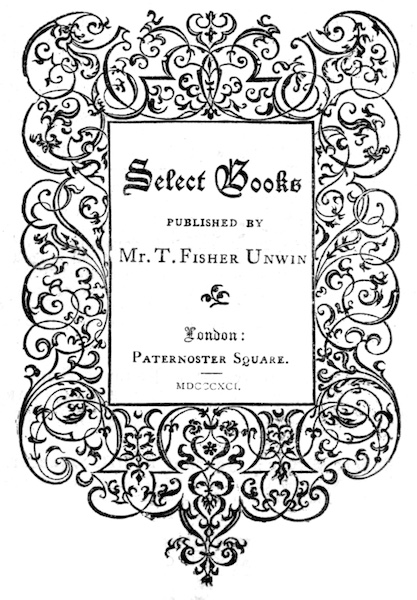 Select Books
PUBLISHED BY
Mr. T. Fisher Unwin
London:
Paternoster Square.
MDCCCXCI.